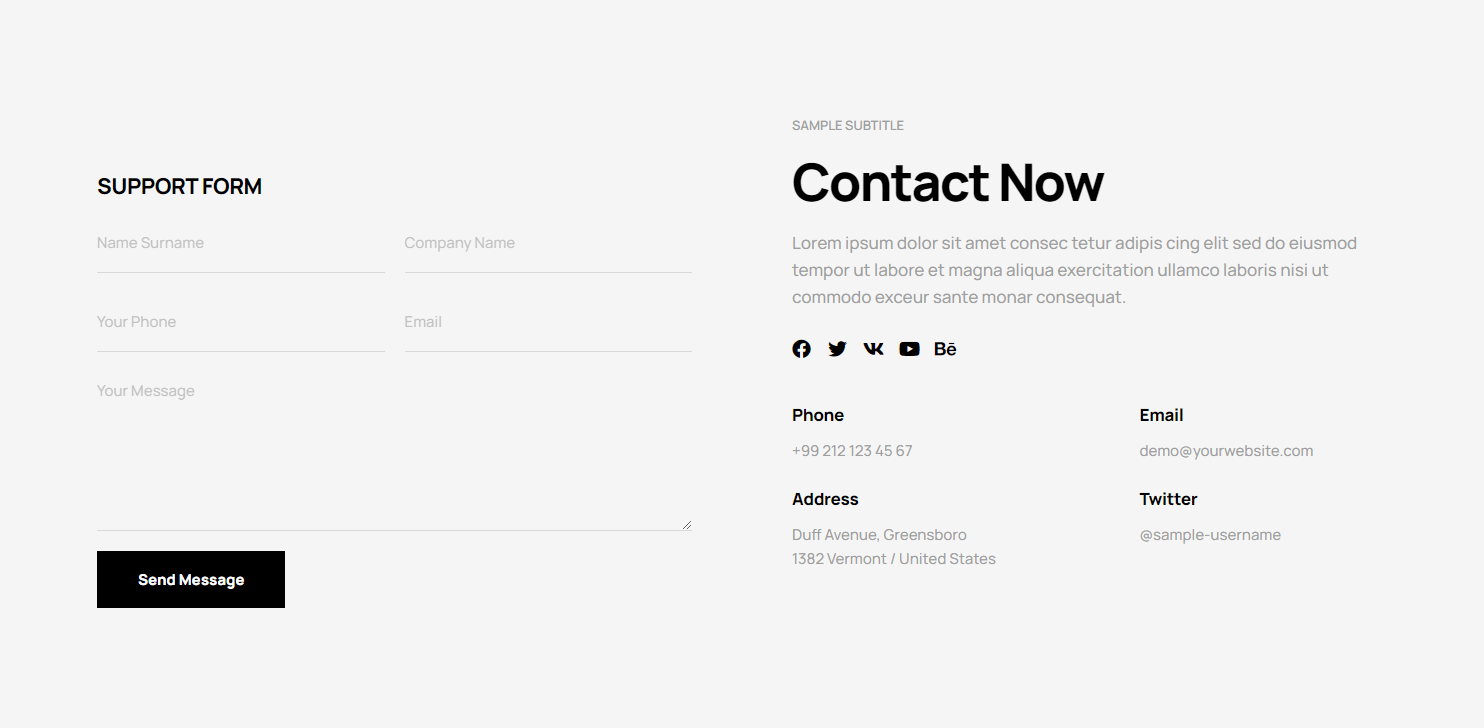 SUPPORT FORM
Name Surname
Company Name
Your Phone
Email
Your Message
Send Message
SAMPLE SUBTITLE
Contact Now
Lorem ipsum dolor sit amet consec tetur adipis cing elit sed do eiusmod
tempor ut labore et magna aliqua exercitation ullamco laboris nisi ut
commodo exceur sante monar consequat.
Bē
Phone
+99 212 123 45 67
Email
demo@yourwebsite.com
Address
Duff Avenue, Greensboro
1382 Vermont / United States
Twitter
@sample-username